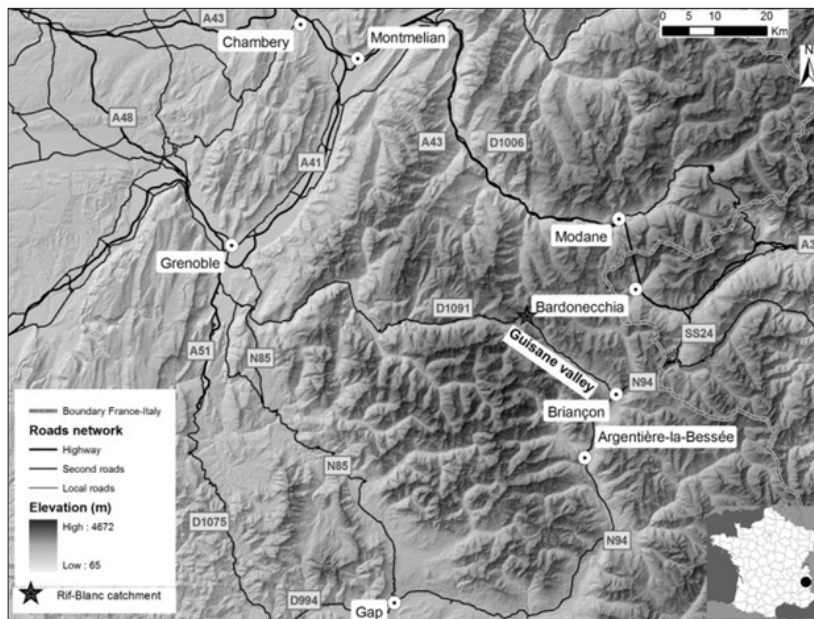 A43
Chambery
Montmelian
0 5 10 20
Km
N
A48
A41
A43
D1006
Grenoble
Modane
A3
D1091
Bardonecchia
SS24
Guisane valley
A51
N85
N94
Briançon
Argentière-la-Bessée
N85
D1075
N94
D994
Gap
Boundary France-Italy
Roads network
Highway
Second roads
Local roads
Elevation (m)
High : 4672
Low : 65
Rif-Blanc catchment